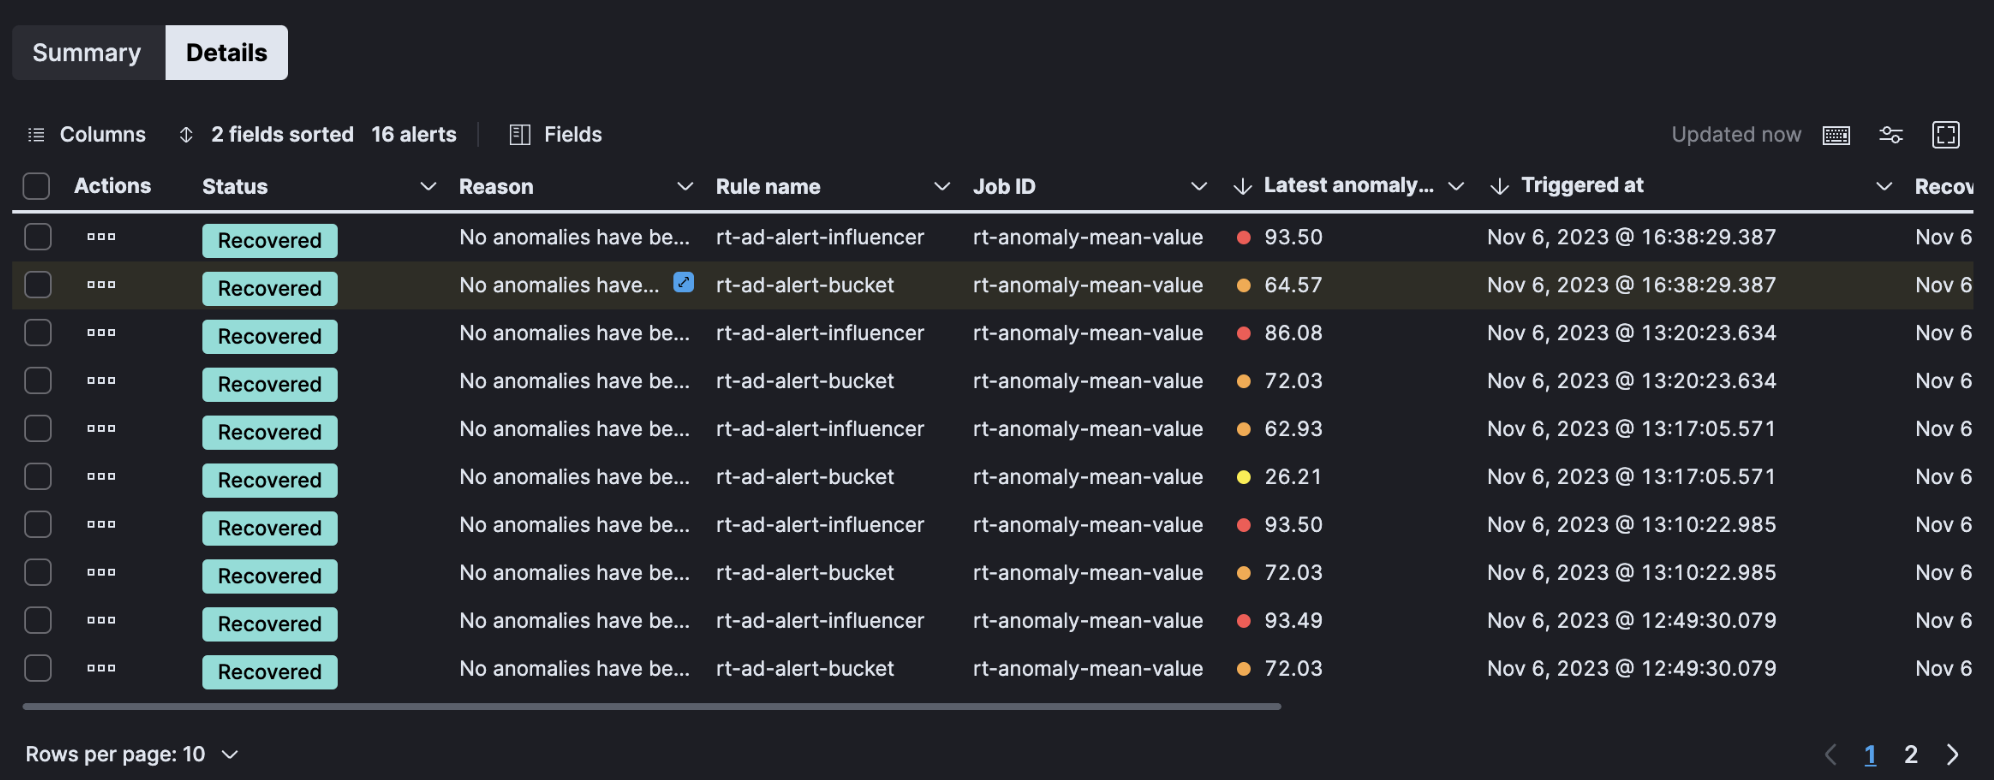 Summary Details
Columns 2 fields sorted 16 alerts Fields Updated now
Actions Status Reason Rule name Job ID Latest anomaly... Triggered at Recov
Recovered No anomalies have be... rt-ad-alert-influencer rt-anomaly-mean-value 93.50 Nov 6, 2023 @ 16:38:29.387 Nov 6
Recovered No anomalies have... rt-ad-alert-bucket rt-anomaly-mean-value 64.57 Nov 6, 2023 @ 16:38:29.387 Nov 6
Recovered No anomalies have be... rt-ad-alert-influencer rt-anomaly-mean-value 86.08 Nov 6, 2023 @ 13:20:23.634 Nov 6
Recovered No anomalies have be... rt-ad-alert-bucket rt-anomaly-mean-value 72.03 Nov 6, 2023 @ 13:20:23.634 Nov 6
Recovered No anomalies have be... rt-ad-alert-influencer rt-anomaly-mean-value 62.93 Nov 6, 2023 @ 13:17:05.571 Nov 6
Recovered No anomalies have be... rt-ad-alert-bucket rt-anomaly-mean-value 26.21 Nov 6, 2023 @ 13:17:05.571 Nov 6
Recovered No anomalies have be... rt-ad-alert-influencer rt-anomaly-mean-value 93.50 Nov 6, 2023 @ 13:10:22.985 Nov 6
Recovered No anomalies have be... rt-ad-alert-bucket rt-anomaly-mean-value 72.03 Nov 6, 2023 @ 13:10:22.985 Nov 6
Recovered No anomalies have be... rt-ad-alert-influencer rt-anomaly-mean-value 93.49 Nov 6, 2023 @ 12:49:30.079 Nov 6
Recovered No anomalies have be... rt-ad-alert-bucket rt-anomaly-mean-value 72.03 Nov 6, 2023 @ 12:49:30.079 Nov 6
Rows per page: 10 1 2